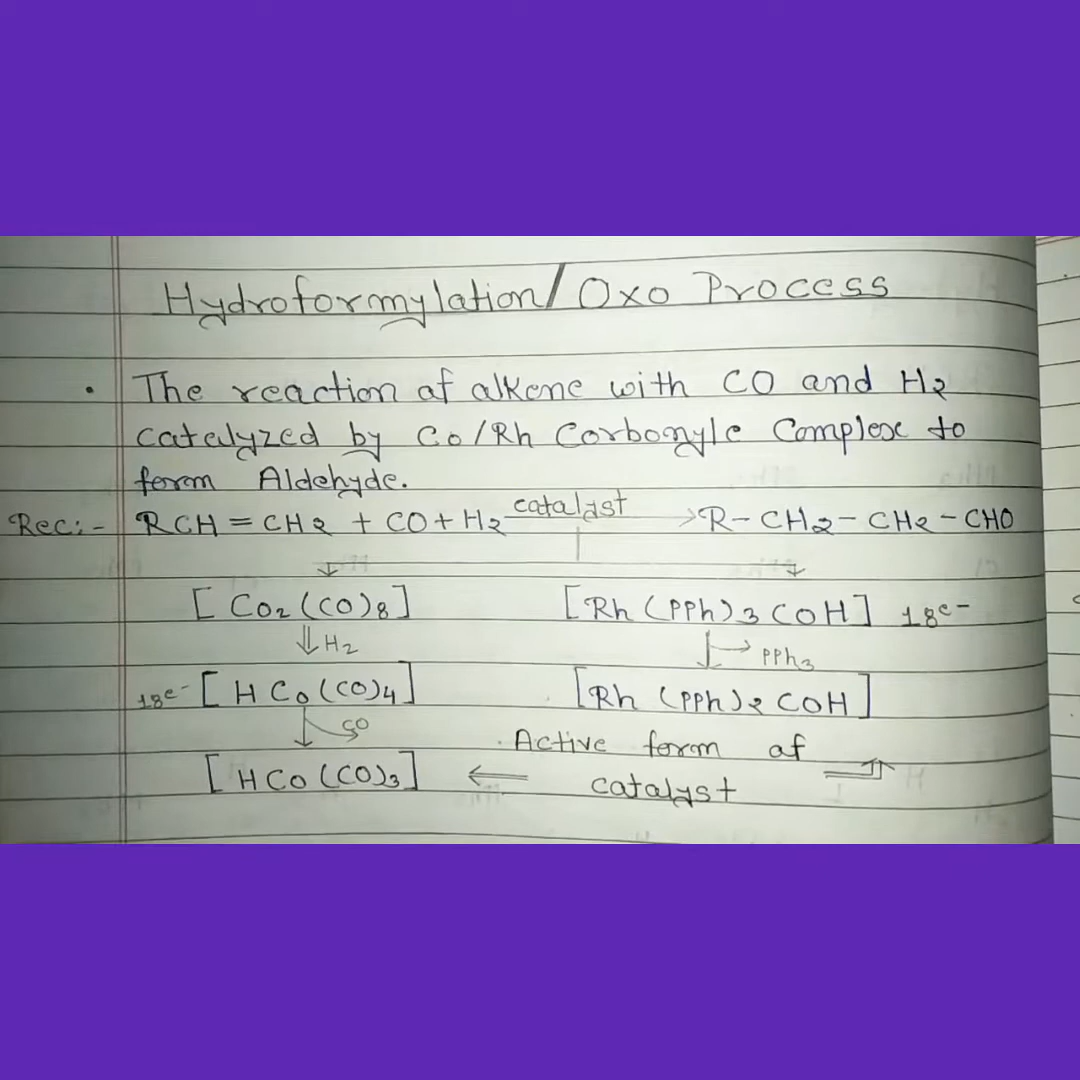 Hydroformylation/Oxo Process
• The reaction of alkene with CO and H2
catalyzed by Co/Rh Corbonyle Complexe to
form Aldehyde.
Rec:- RCH = CH2 + CO + H2 catalyst → R - CH2 - CH2 - CHO
[ Co2 (CO)8 ] [ Rh (PPh)3 COH ] 18e-
⇓ H2 → PPh3
18e- [ H Co (CO)4 ] [ Rh (PPh)2 COH ]
Active form of
[ HCo (CO)3 ] ⇐ catalyst